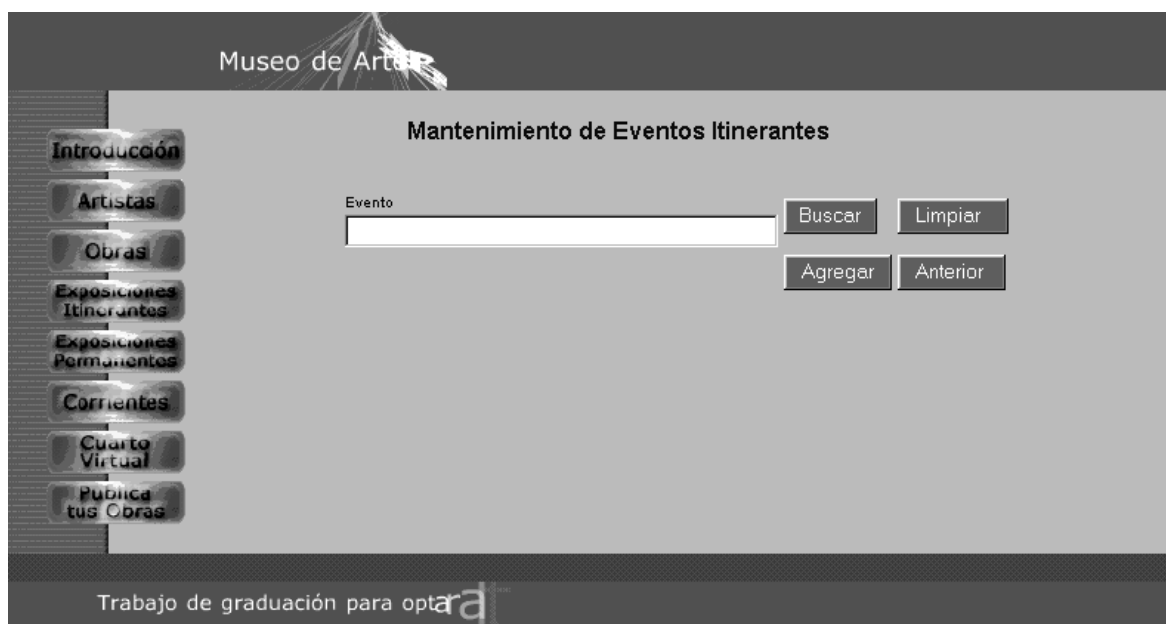 Museo de Arte
Mantenimiento de Eventos Itinerantes
Introducción
Artistas
Obras
Exposiciones
Itinerantes
Exposiciones
Permanentes
Corrientes
Cuarto
Virtual
Publica
tus Obras
Evento
Buscar
Limpiar
Agregar
Anterior
Trabajo de graduación para optar